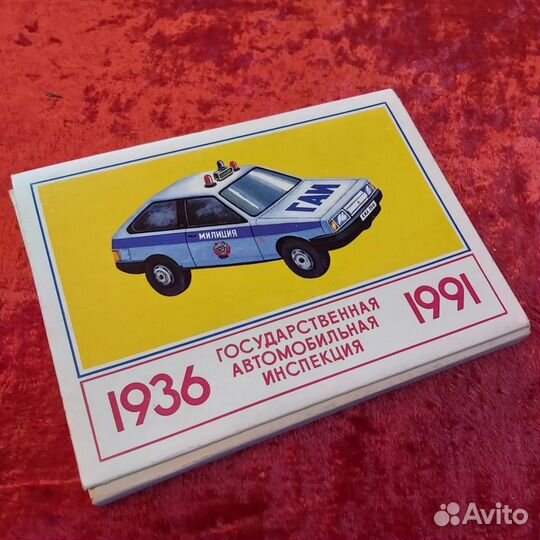 ГАИ
МИЛИЦИЯ
1936 ГОСУДАРСТВЕННАЯ 1991
АВТОМОБИЛЬНАЯ
ИНСПЕКЦИЯ
Avito